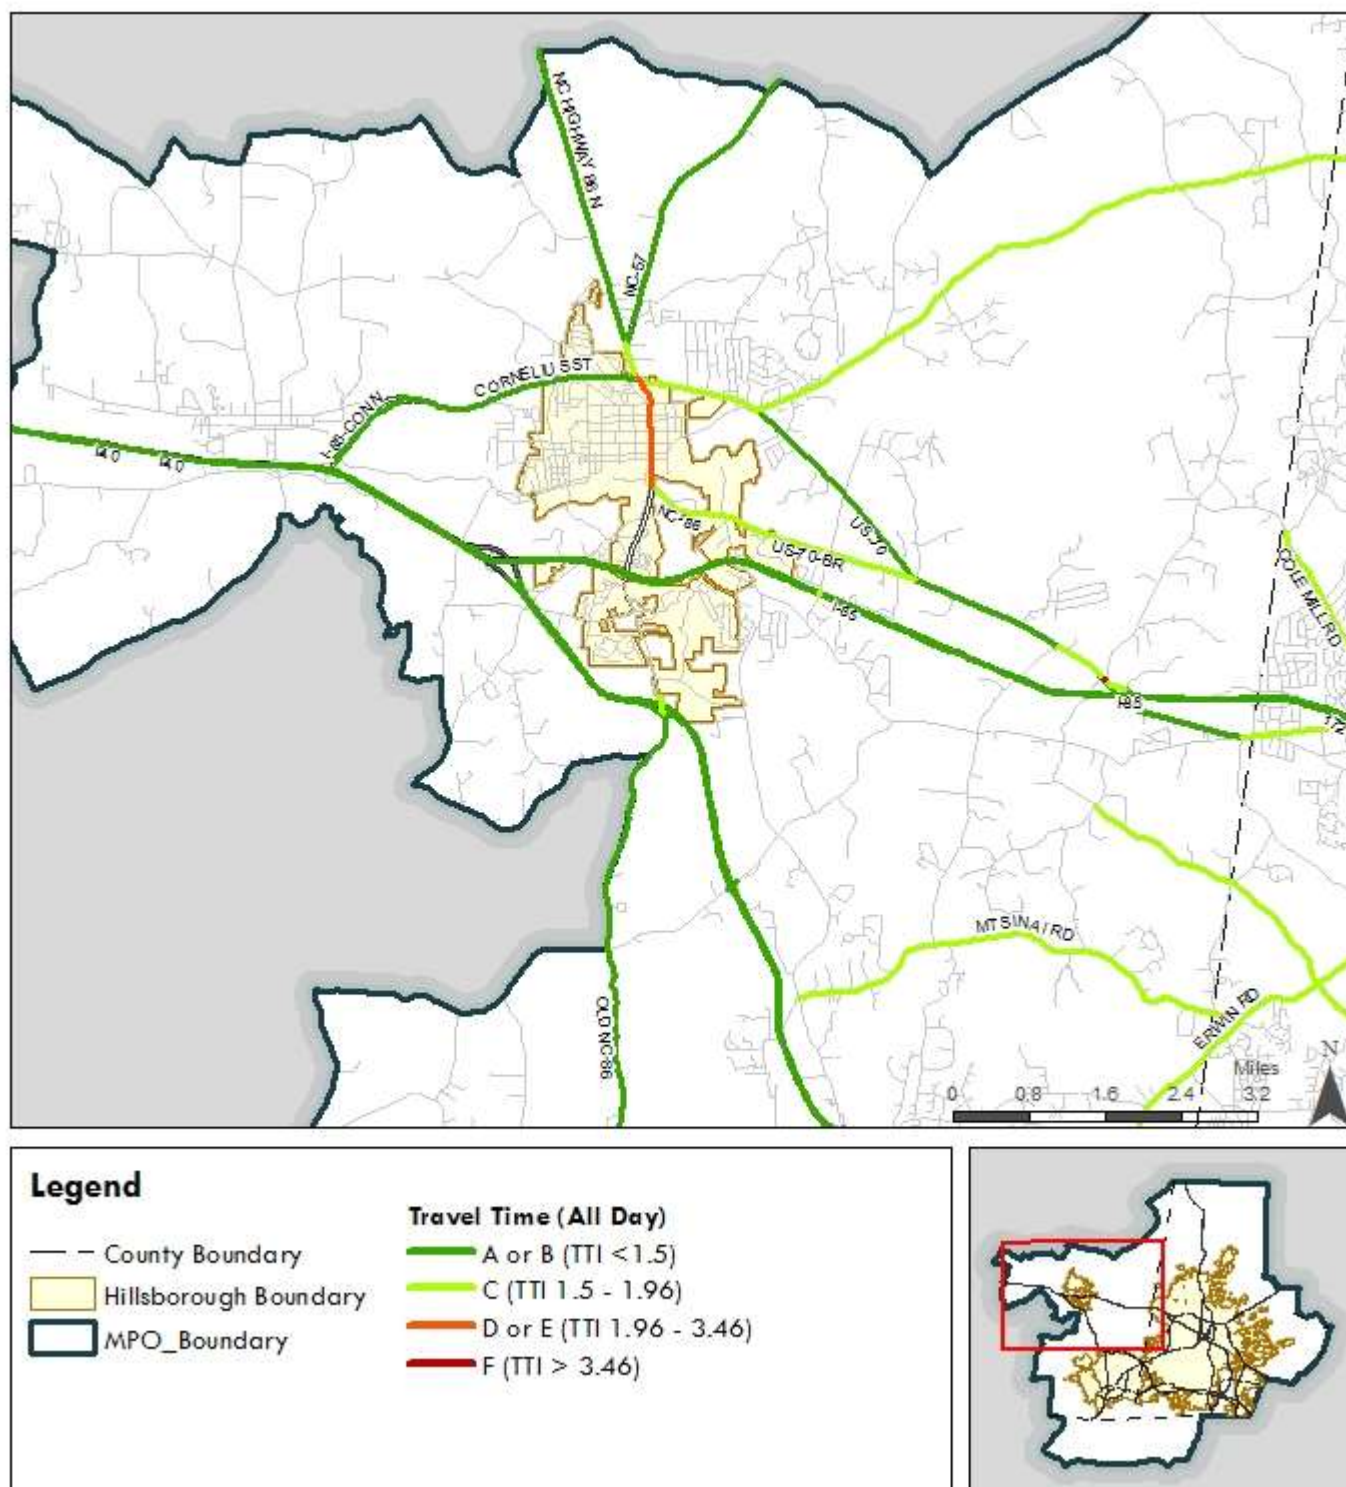 NC HIGHWAY 86 N
NC-57
CORNELIUS ST
I-85-CONN
I-40
I-40
NC-86
US-70-BR
US-70
I-85
COLE MILL RD
I-85
MT SINAI RD
ERWIN RD
OLD NC-86
N
Miles
0 0.8 1.6 2.4 3.2
Legend
County Boundary
Hillsborough Boundary
MPO_Boundary
Travel Time (All Day)
A or B (TTI <1.5)
C (TTI 1.5 - 1.96)
D or E (TTI 1.96 - 3.46)
F (TTI > 3.46)